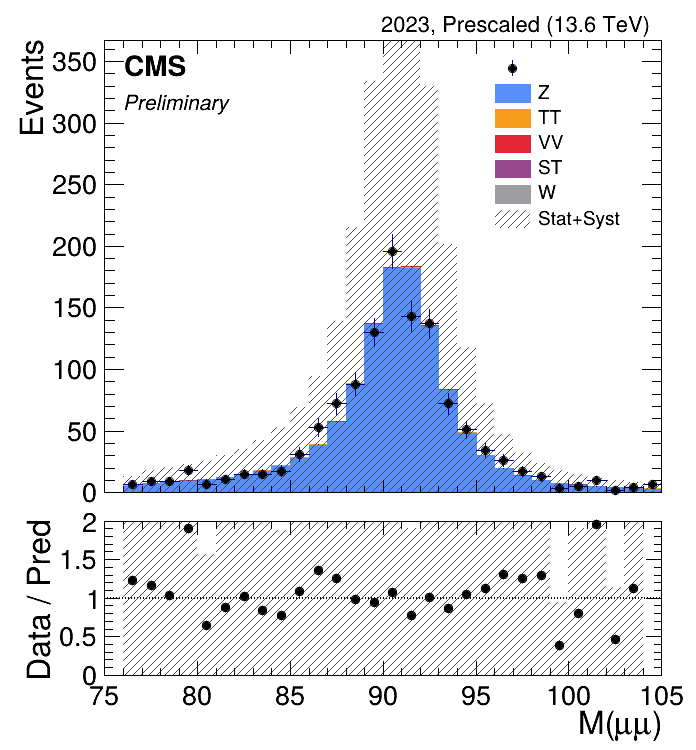 2023, Prescaled (13.6 TeV)
CMS
Preliminary
Events
350
300
250
200
150
100
50
0
Z
TT
VV
ST
W
Stat+Syst
Data / Pred
2
1.5
1
0.5
0
75 80 85 90 95 100 105
M(μμ)